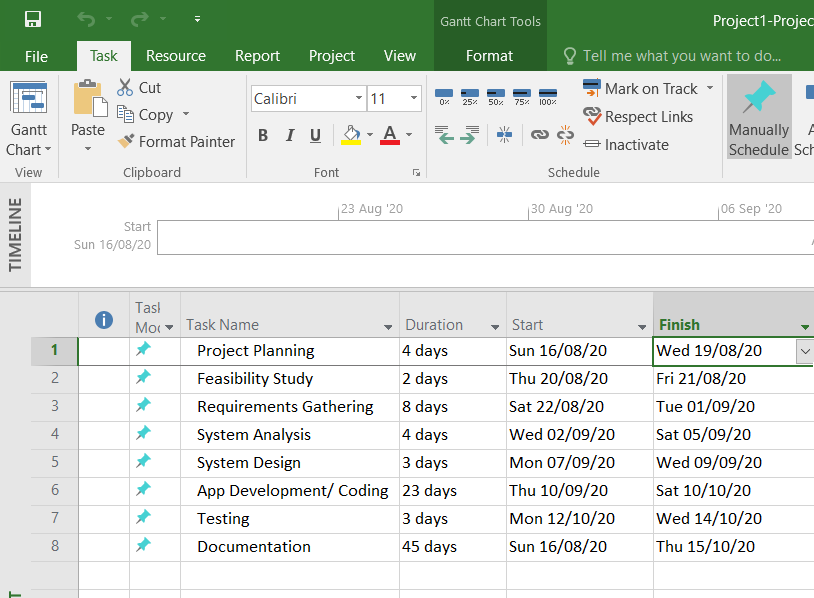 Gantt Chart Tools
Project1-Projec
File Task Resource Report Project View Format Tell me what you want to do...
Gantt Chart
View
Paste
Cut
Copy
Format Painter
Clipboard
Calibri 11
B I U A
Font
0% 25% 50% 75% 100%
Mark on Track
Respect Links
Inactivate
Schedule
Manually Schedule
TIMELINE
23 Aug '20 30 Aug '20 06 Sep '20
Start
Sun 16/08/20
Task Mod Task Name Duration Start Finish
1 Project Planning 4 days Sun 16/08/20 Wed 19/08/20
2 Feasibility Study 2 days Thu 20/08/20 Fri 21/08/20
3 Requirements Gathering 8 days Sat 22/08/20 Tue 01/09/20
4 System Analysis 4 days Wed 02/09/20 Sat 05/09/20
5 System Design 3 days Mon 07/09/20 Wed 09/09/20
6 App Development/ Coding 23 days Thu 10/09/20 Sat 10/10/20
7 Testing 3 days Mon 12/10/20 Wed 14/10/20
8 Documentation 45 days Sun 16/08/20 Thu 15/10/20